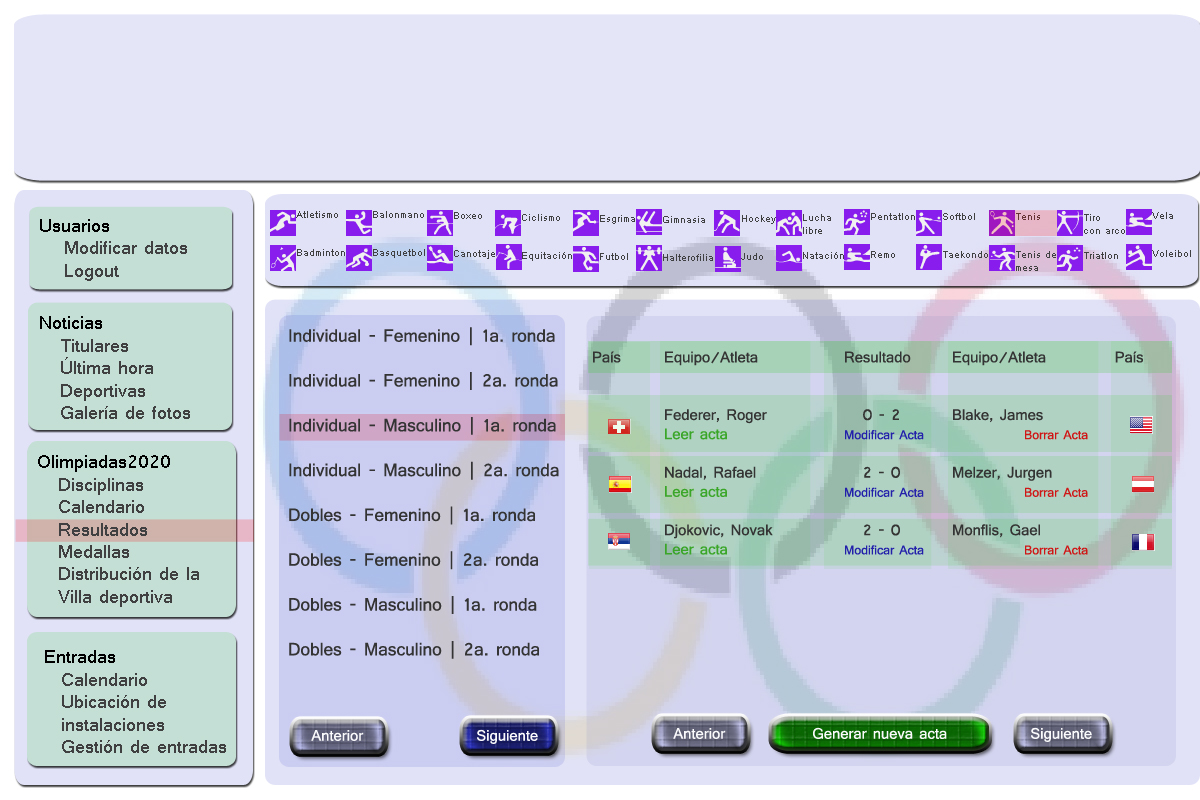 Usuarios
Modificar datos
Logout
Noticias
Titulares
Última hora
Deportivas
Galería de fotos
Olimpiadas2020
Disciplinas
Calendario
Resultados
Medallas
Distribución de la
Villa deportiva
Entradas
Calendario
Ubicación de
instalaciones
Gestión de entradas
Atletismo Balonmano Boxeo Ciclismo Esgrima Gimnasia Hockey Lucha libre Pentatlon Softbol Tenis Tiro con arco Vela
Badminton Basquetbol Canotaje Equitación Futbol Halterofilia Judo Natación Remo Taekondo Tenis de mesa Triatlon Voleibol
Individual - Femenino | 1a. ronda
Individual - Femenino | 2a. ronda
Individual - Masculino | 1a. ronda
Individual - Masculino | 2a. ronda
Dobles - Femenino | 1a. ronda
Dobles - Femenino | 2a. ronda
Dobles - Masculino | 1a. ronda
Dobles - Masculino | 2a. ronda
Anterior Siguiente
País Equipo/Atleta Resultado Equipo/Atleta País
Federer, Roger 0 - 2 Blake, James
Leer acta Modificar Acta Borrar Acta
Nadal, Rafael 2 - 0 Melzer, Jurgen
Leer acta Modificar Acta Borrar Acta
Djokovic, Novak 2 - 0 Monflis, Gael
Leer acta Modificar Acta Borrar Acta
Anterior Generar nueva acta Siguiente